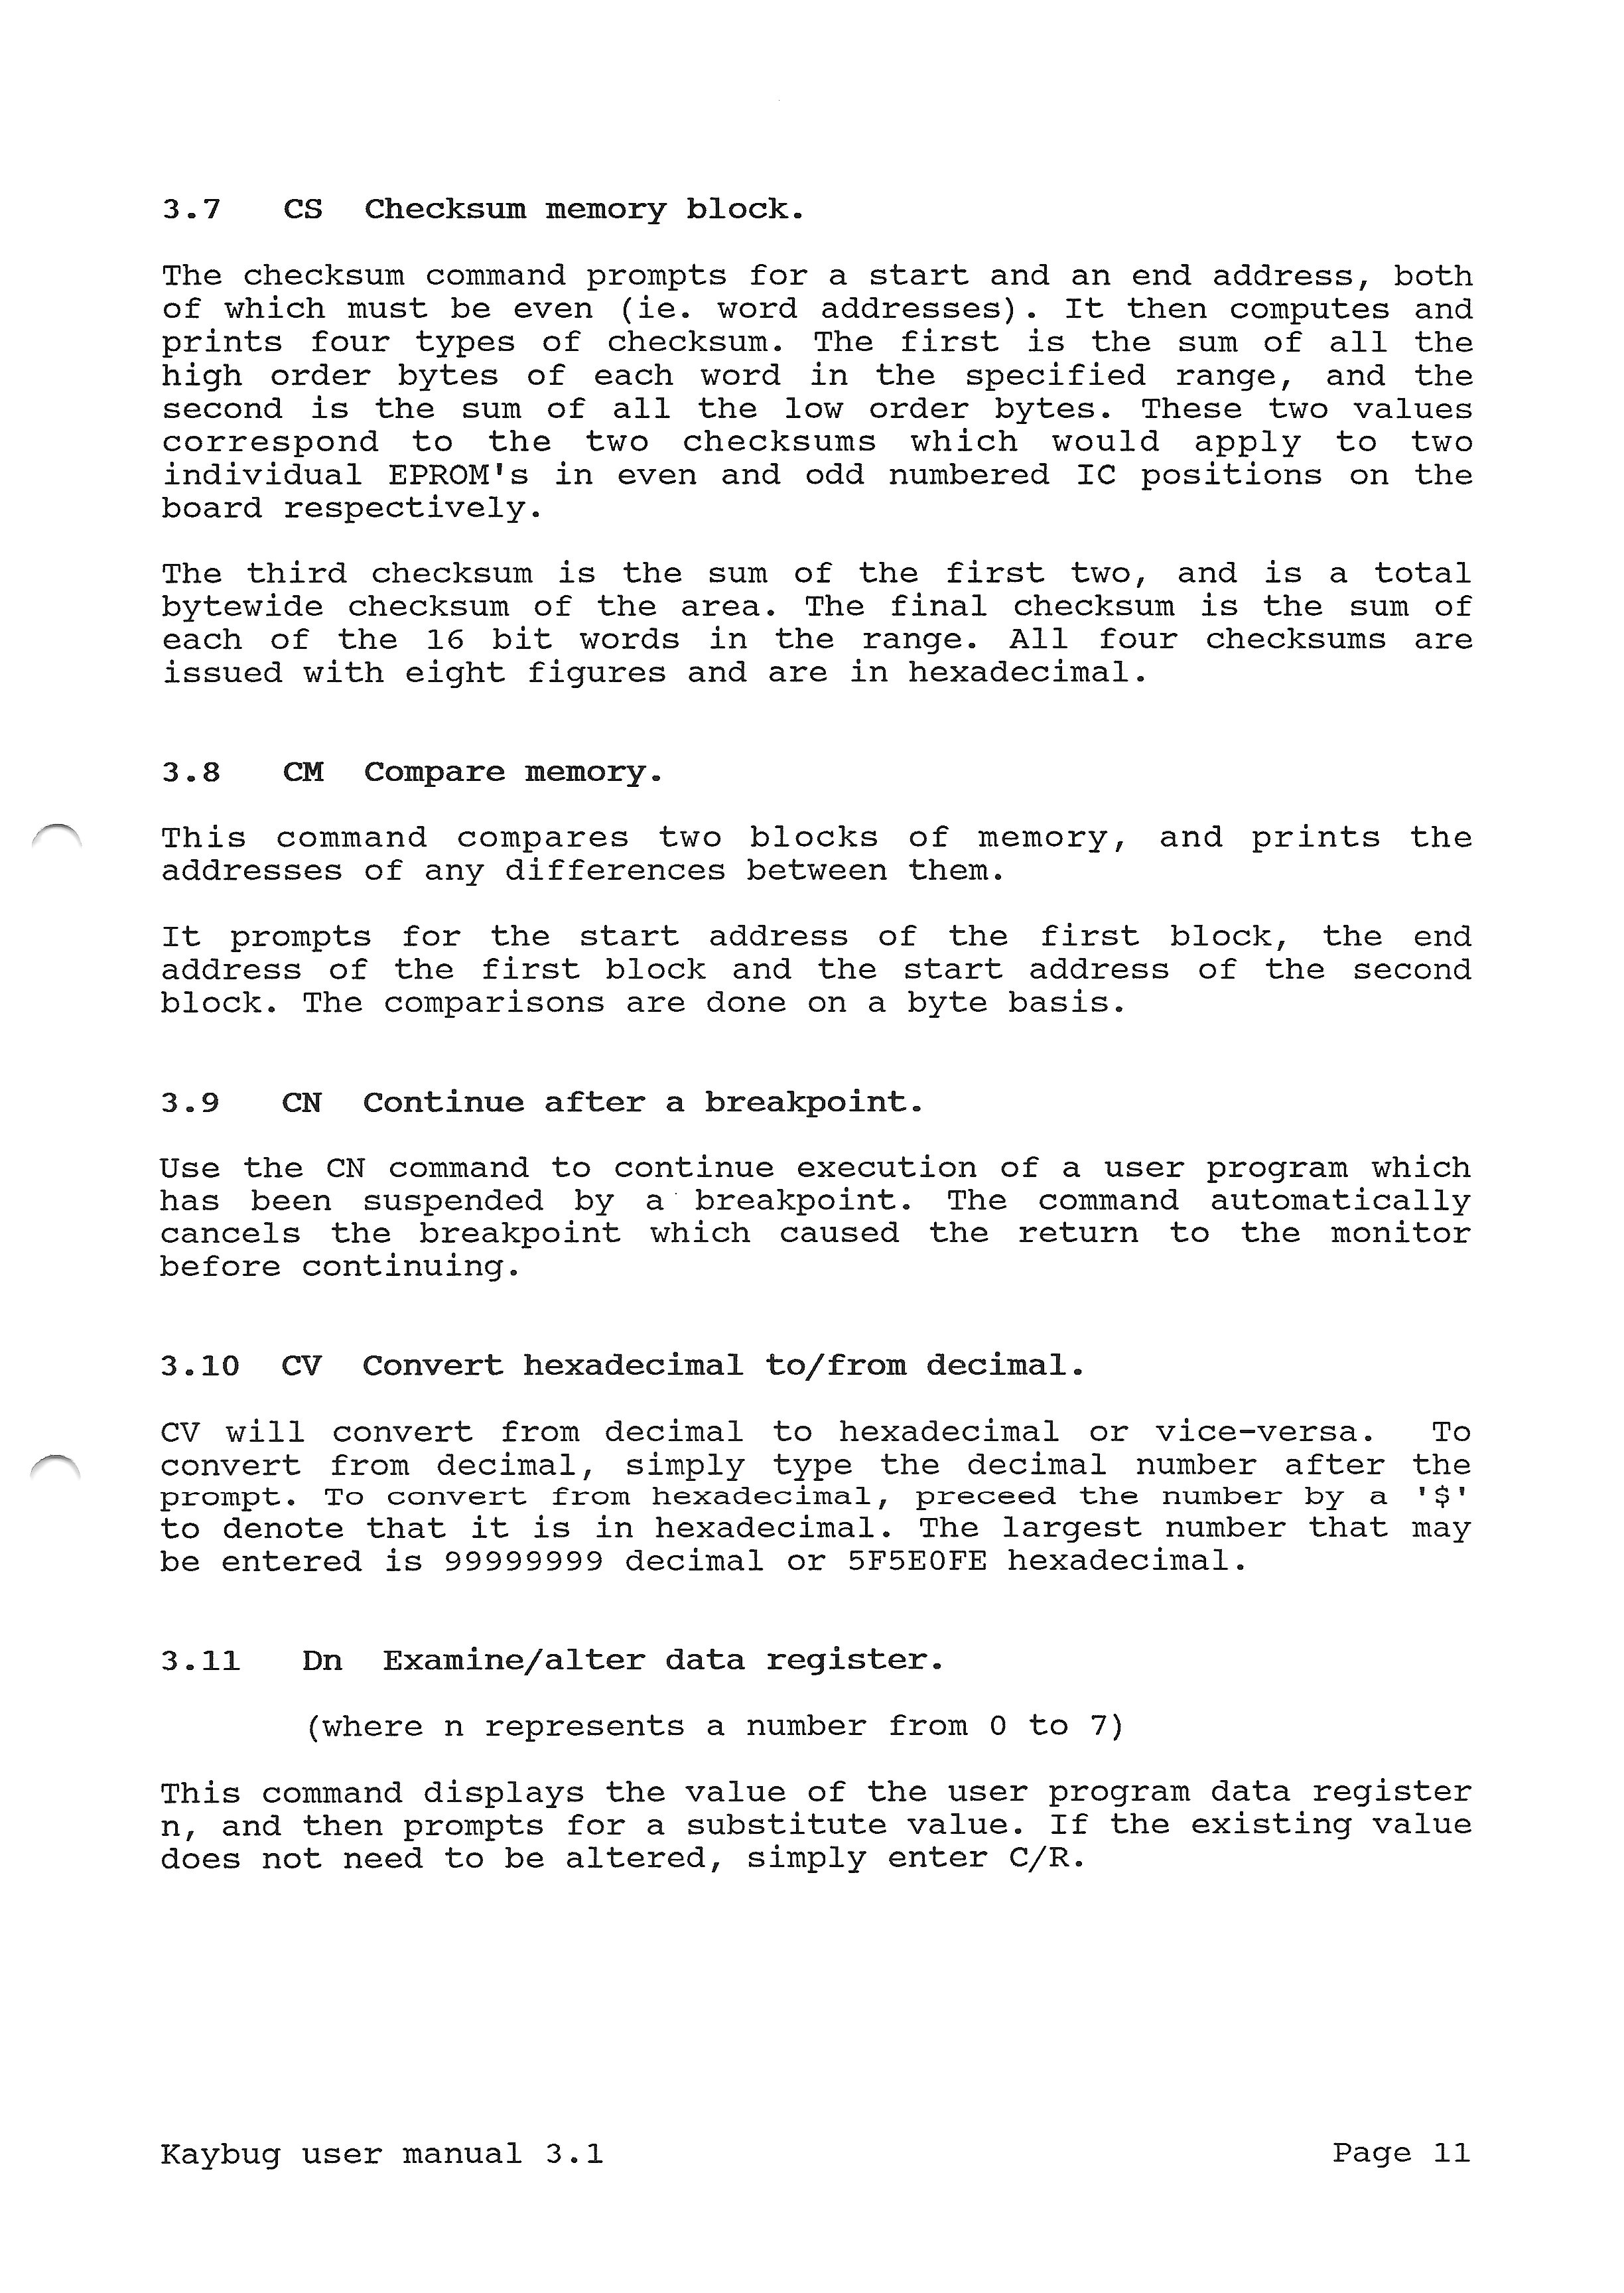 3.7 CS Checksum memory block.
The checksum command prompts for a start and an end address, both
of which must be even (ie. word addresses). It then computes and
prints four types of checksum. The first is the sum of all the
high order bytes of each word in the specified range, and the
second is the sum of all the low order bytes. These two values
correspond to the two checksums which would apply to two
individual EPROM's in even and odd numbered IC positions on the
board respectively.
The third checksum is the sum of the first two, and is a total
bytewide checksum of the area. The final checksum is the sum of
each of the 16 bit words in the range. All four checksums are
issued with eight figures and are in hexadecimal.
3.8 CM Compare memory.
This command compares two blocks of memory, and prints the
addresses of any differences between them.
It prompts for the start address of the first block, the end
address of the first block and the start address of the second
block. The comparisons are done on a byte basis.
3.9 CN Continue after a breakpoint.
Use the CN command to continue execution of a user program which
has been suspended by a breakpoint. The command automatically
cancels the breakpoint which caused the return to the monitor
before continuing.
3.10 CV Convert hexadecimal to/from decimal.
CV will convert from decimal to hexadecimal or vice-versa. To
convert from decimal, simply type the decimal number after the
prompt. To convert from hexadecimal, preceed the number by a '$'
to denote that it is in hexadecimal. The largest number that may
be entered is 99999999 decimal or 5F5E0FE hexadecimal.
3.11 Dn Examine/alter data register.
(where n represents a number from 0 to 7)
This command displays the value of the user program data register
n, and then prompts for a substitute value. If the existing value
does not need to be altered, simply enter C/R.
Kaybug user manual 3.1 Page 11